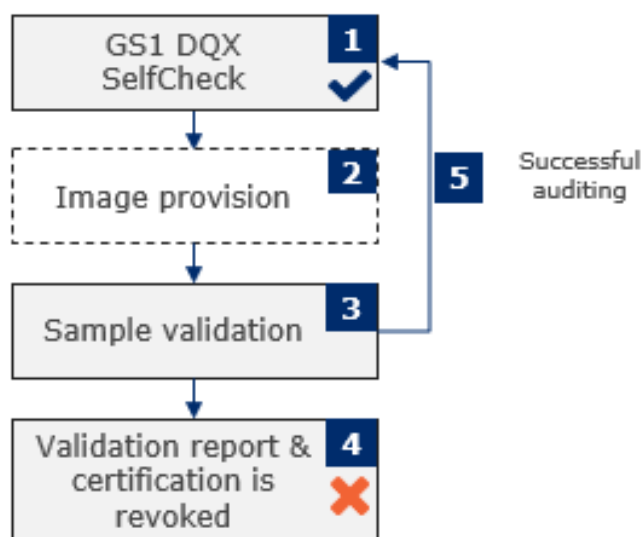 GS1 DQX
SelfCheck
1
Image provision
2
5
Successful
auditing
Sample validation
3
Validation report &
certification is
revoked
4